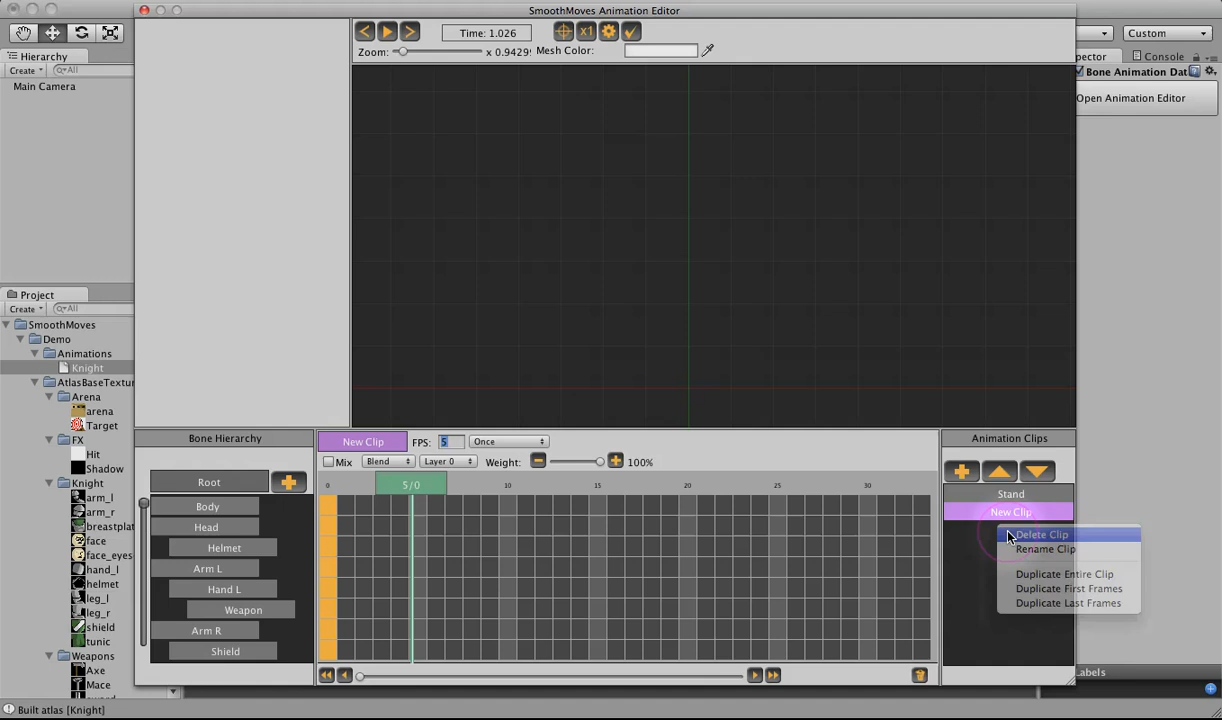 SmoothMoves Animation Editor
Hierarchy
Create
All
Main Camera
Time: 1.026
x1
Zoom:
x 0.9429
Mesh Color:
Custom
pector
Console
Bone Animation Dat
Open Animation Editor
Project
Create
All
SmoothMoves
Demo
Animations
Knight
AtlasBaseTextur
Arena
arena
Target
FX
Hit
Shadow
Knight
arm_l
arm_r
breastplat
face
face_eyes
hand_l
helmet
leg_l
leg_r
shield
tunic
Weapons
Axe
Mace
Bone Hierarchy
Root
Body
Head
Helmet
Arm L
Hand L
Weapon
Arm R
Shield
New Clip
FPS:
5
Once
Mix
Blend
Layer 0
Weight:
100%
0
5/0
10
15
20
25
30
Animation Clips
Stand
New Clip
Delete Clip
Rename Clip
Duplicate Entire Clip
Duplicate First Frames
Duplicate Last Frames
Labels
Built atlas [Knight]